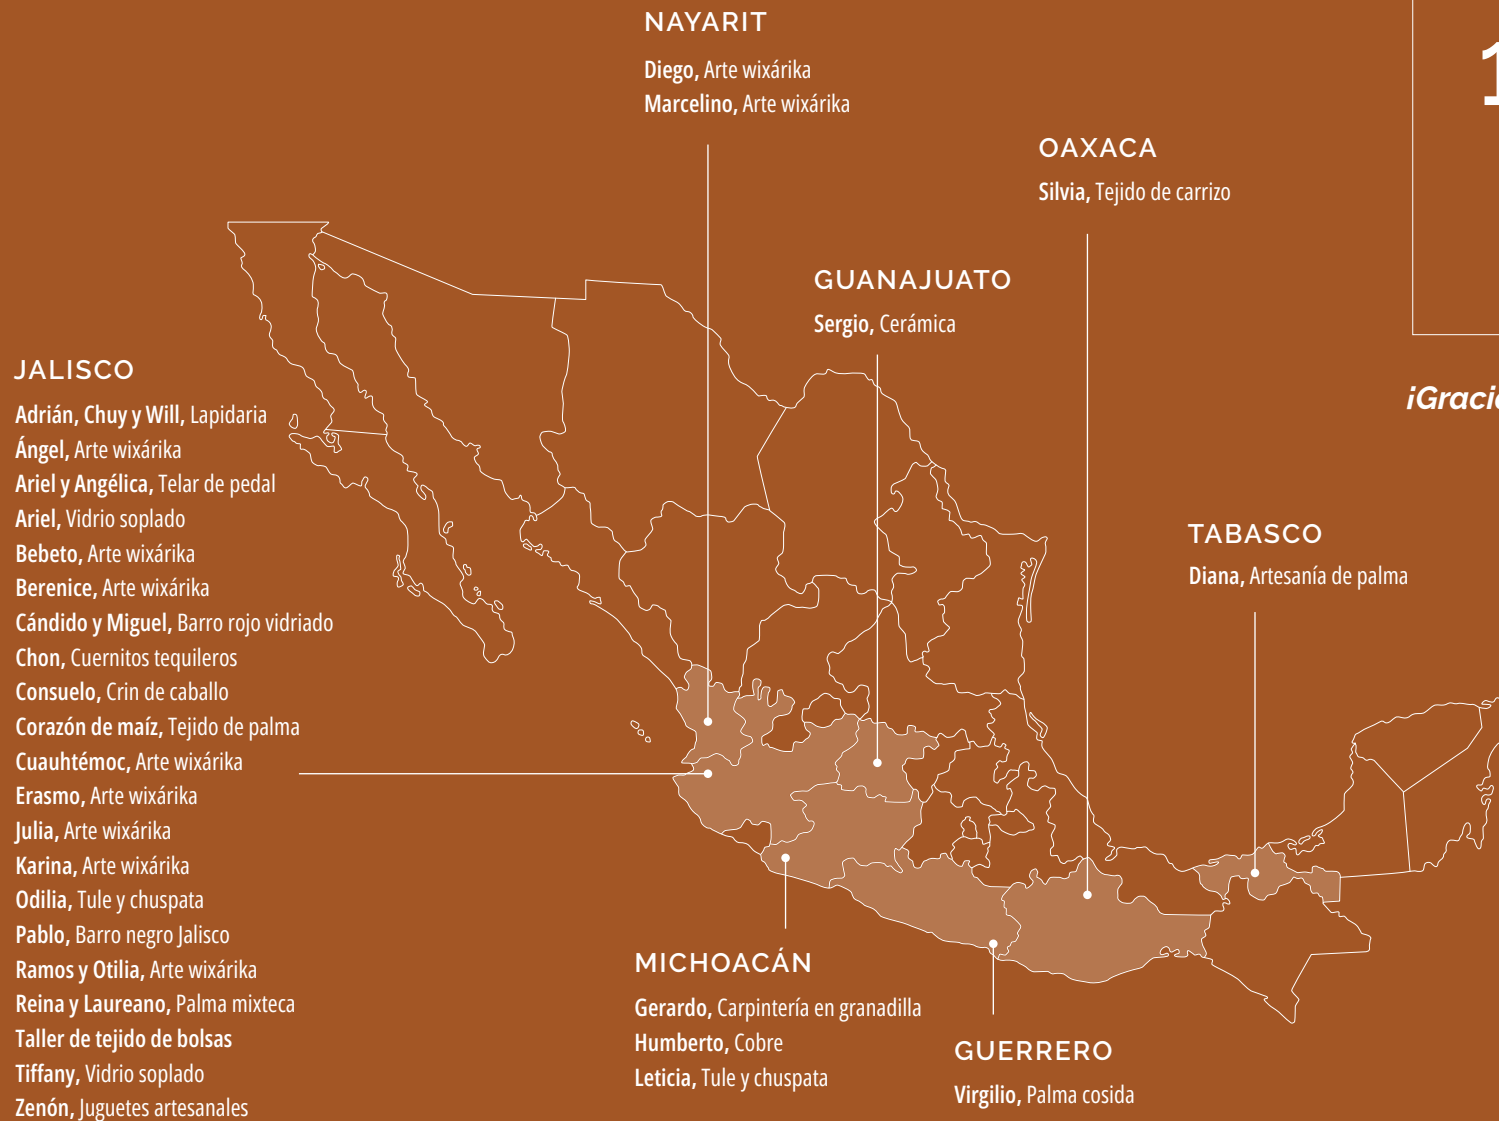 NAYARIT
Diego, Arte wixárika
Marcelino, Arte wixárika
OAXACA
Silvia, Tejido de carrizo
GUANAJUATO
Sergio, Cerámica
JALISCO
Adrián, Chuy y Will, Lapidaria
Ángel, Arte wixárika
Ariel y Angélica, Telar de pedal
Ariel, Vidrio soplado
Bebeto, Arte wixárika
Berenice, Arte wixárika
Cándido y Miguel, Barro rojo vidriado
Chon, Cuernitos tequileros
Consuelo, Crin de caballo
Corazón de maíz, Tejido de palma
Cuauhtémoc, Arte wixárika
Erasmo, Arte wixárika
Julia, Arte wixárika
Karina, Arte wixárika
Odilia, Tule y chuspata
Pablo, Barro negro Jalisco
Ramos y Otilia, Arte wixárika
Reina y Laureano, Palma mixteca
Taller de tejido de bolsas
Tiffany, Vidrio soplado
Zenón, Juguetes artesanales
TABASCO
Diana, Artesanía de palma
MICHOACÁN
Gerardo, Carpintería en granadilla
Humberto, Cobre
Leticia, Tule y chuspata
GUERRERO
Virgilio, Palma cosida